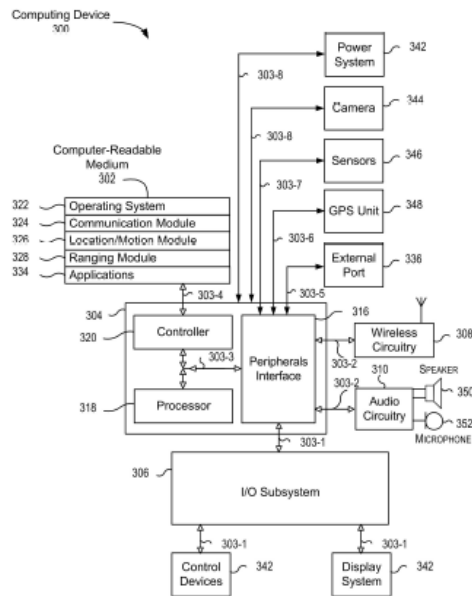 Computing Device
300
303-8
Power
System
342
303-8
Camera
344
Computer-Readable
Medium
302
303-7
Sensors
346
322
Operating System
324
Communication Module
326
Location/Motion Module
328
Ranging Module
334
Applications
303-6
GPS Unit
348
303-4
303-5
External
Port
336
304
316
320
Controller
303-3
Peripherals
Interface
303-2
Wireless
Circuitry
308
318
Processor
303-2
310
Audio
Circuitry
SPEAKER
350
352
MICROPHONE
303-1
306
I/O Subsystem
303-1
303-1
Control
Devices
342
Display
System
342